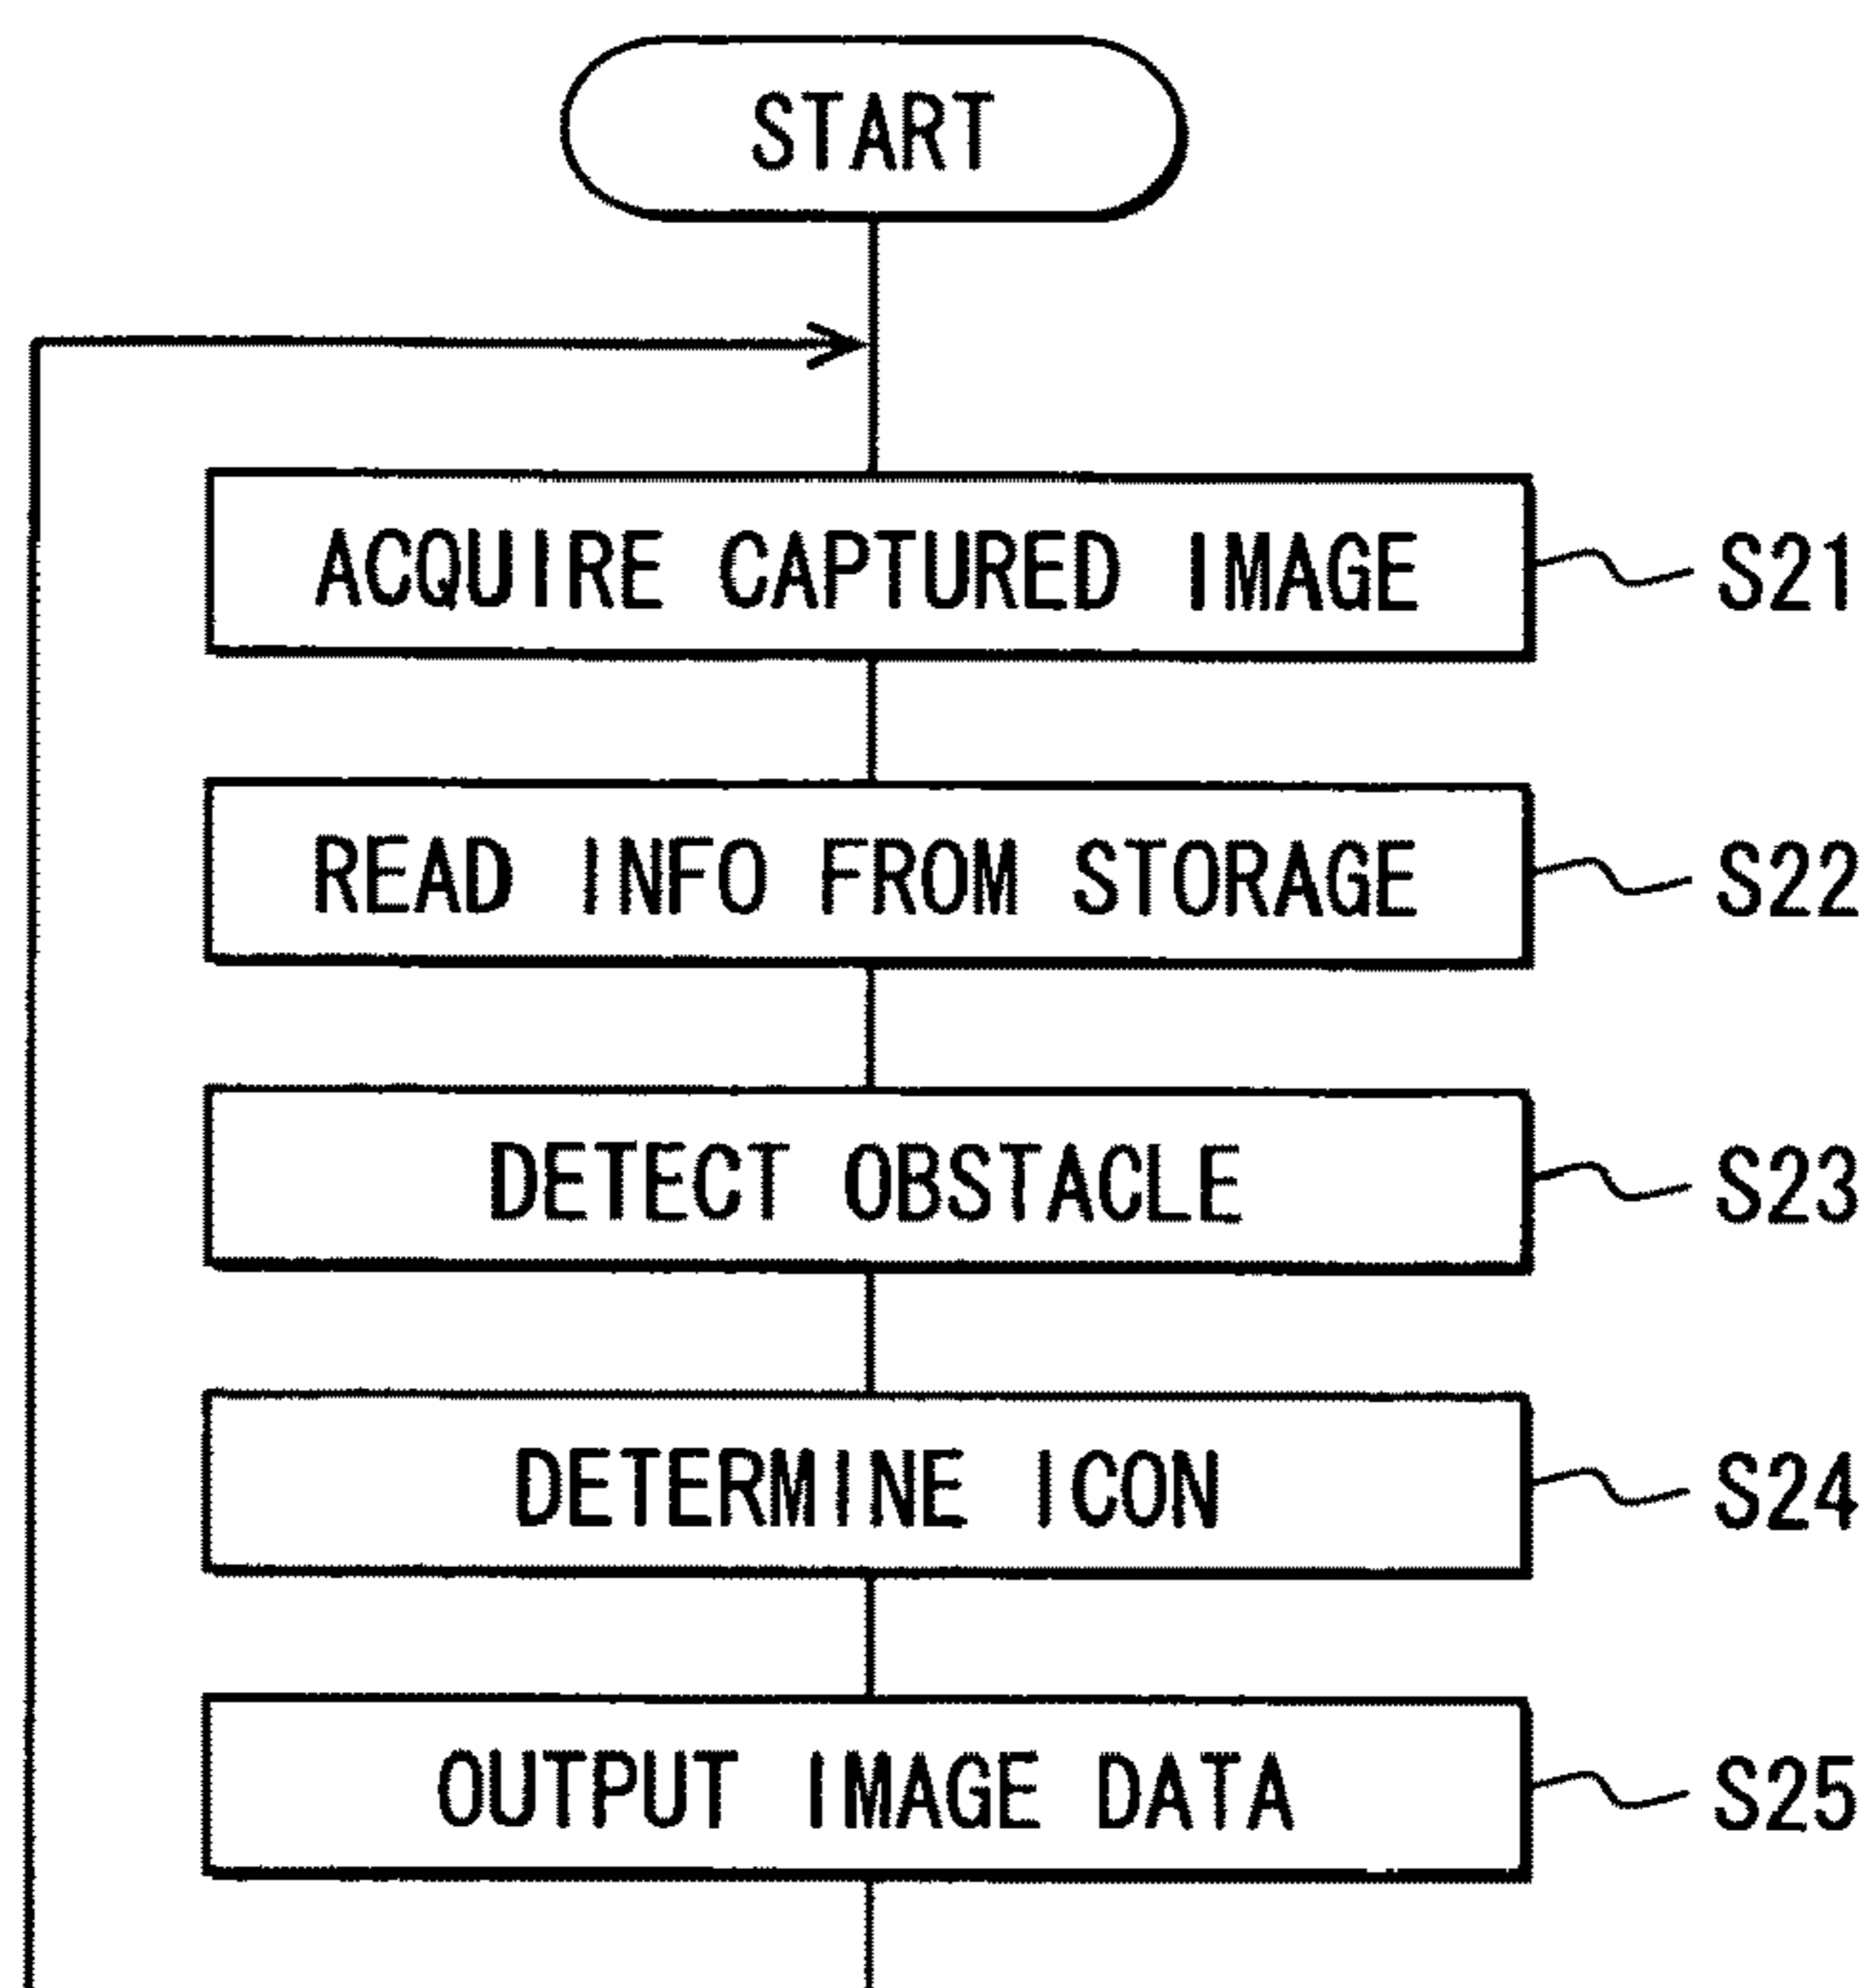 START
ACQUIRE CAPTURED IMAGE S21
READ INFO FROM STORAGE S22
DETECT OBSTACLE S23
DETERMINE ICON S24
OUTPUT IMAGE DATA S25